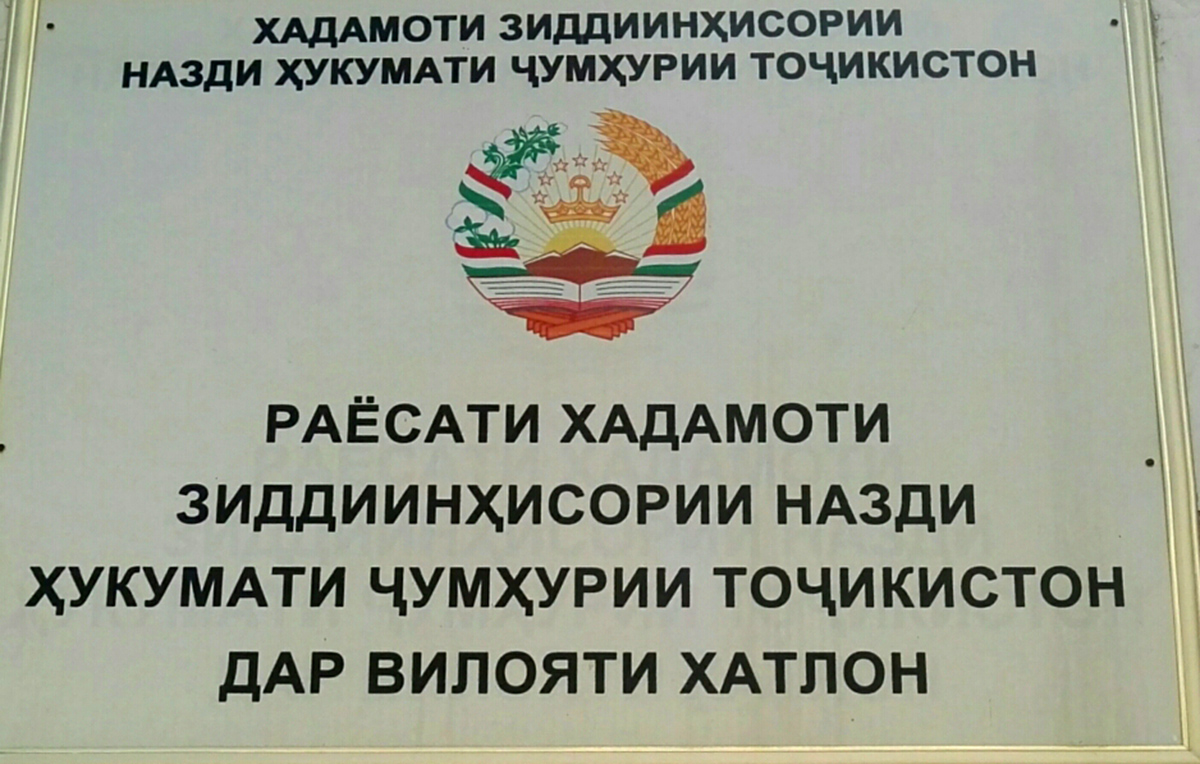 ХАДАМОТИ ЗИДДИИНҲИСОРИИ
НАЗДИ ҲУКУМАТИ ҶУМҲУРИИ ТОҶИКИСТОН
РАЁСАТИ ХАДАМОТИ
ЗИДДИИНҲИСОРИИ НАЗДИ
ҲУКУМАТИ ҶУМҲУРИИ ТОҶИКИСТОН
ДАР ВИЛОЯТИ ХАТЛОН